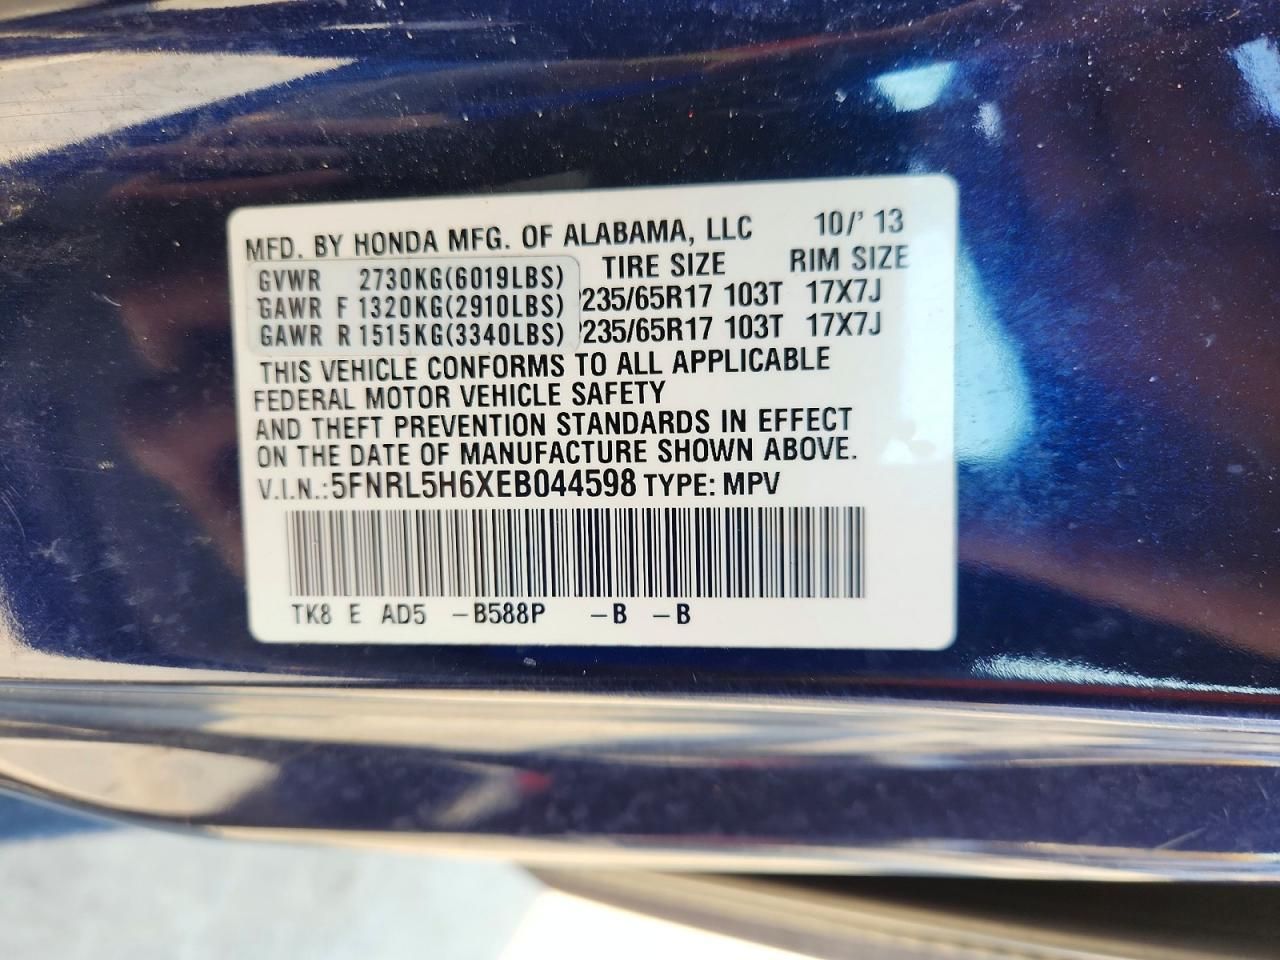 MFD. BY HONDA MFG. OF ALABAMA, LLC 10/' 13
GVWR 2730KG(6019LBS) TIRE SIZE RIM SIZE
GAWR F 1320KG(2910LBS) 235/65R17 103T 17X7J
GAWR R 1515KG(3340LBS) 235/65R17 103T 17X7J
THIS VEHICLE CONFORMS TO ALL APPLICABLE
FEDERAL MOTOR VEHICLE SAFETY
AND THEFT PREVENTION STANDARDS IN EFFECT
ON THE DATE OF MANUFACTURE SHOWN ABOVE.
V.I.N.: 5FNRL5H6XEB044598 TYPE: MPV
TK8 E AD5 -B588P -B -B